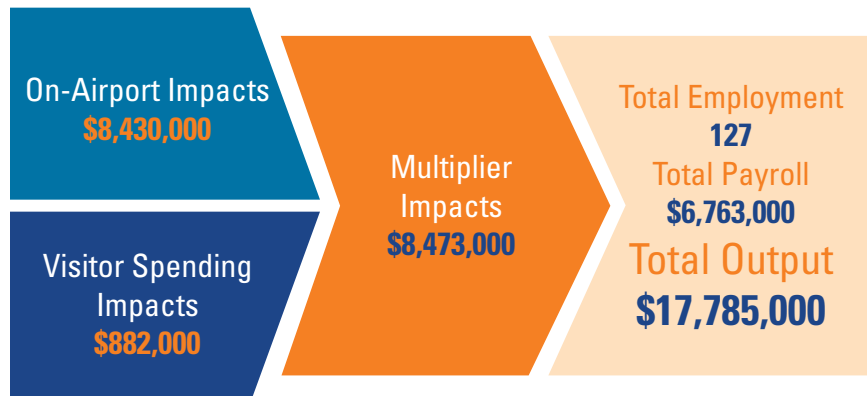 On-Airport Impacts
$8,430,000
Visitor Spending
Impacts
$882,000
Multiplier
Impacts
$8,473,000
Total Employment
127
Total Payroll
$6,763,000
Total Output
$17,785,000